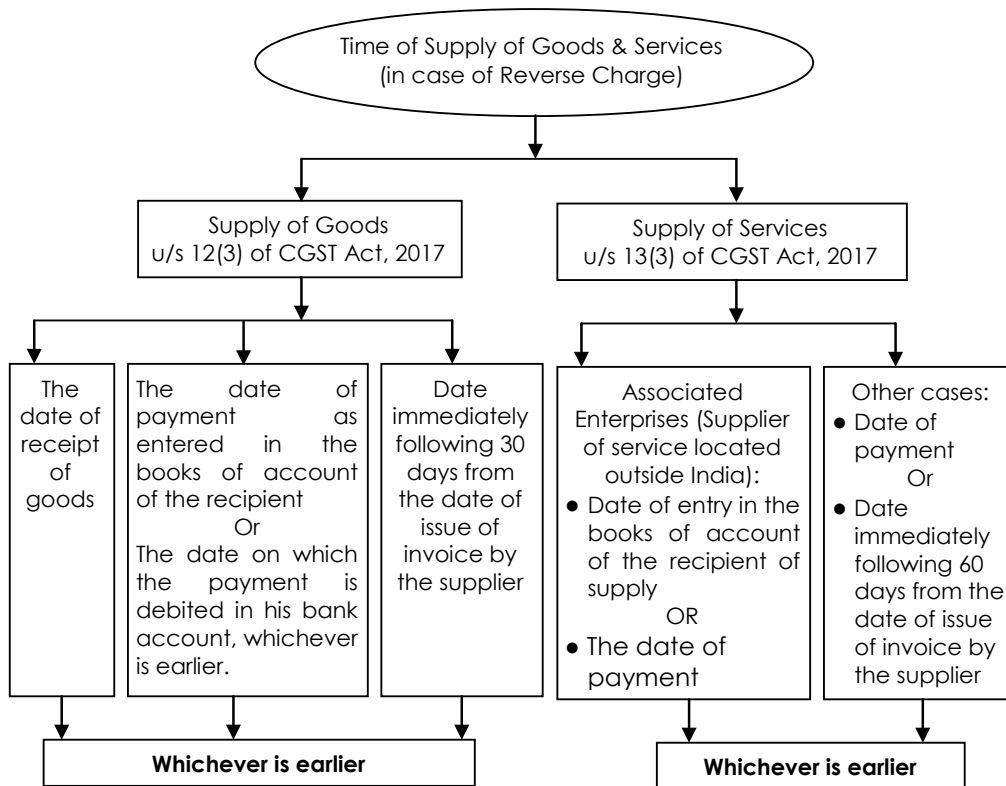 Time of Supply of Goods & Services
(in case of Reverse Charge)
Supply of Goods
u/s 12(3) of CGST Act, 2017
Supply of Services
u/s 13(3) of CGST Act, 2017
The
date of
receipt
of
goods
The date of
payment as
entered in the
books of account
of the recipient
Or
The date on which
the payment is
debited in his bank
account, whichever
is earlier.
Date
immediately
following 30
days from
the date of
issue of
invoice by
the supplier
Associated
Enterprises (Supplier
of service located
outside India):
● Date of entry in the
books of account
of the recipient of
supply
OR
● The date of
payment
Other cases:
● Date of
payment
Or
● Date
immediately
following 60
days from the
date of issue
of invoice by
the supplier
Whichever is earlier
Whichever is earlier